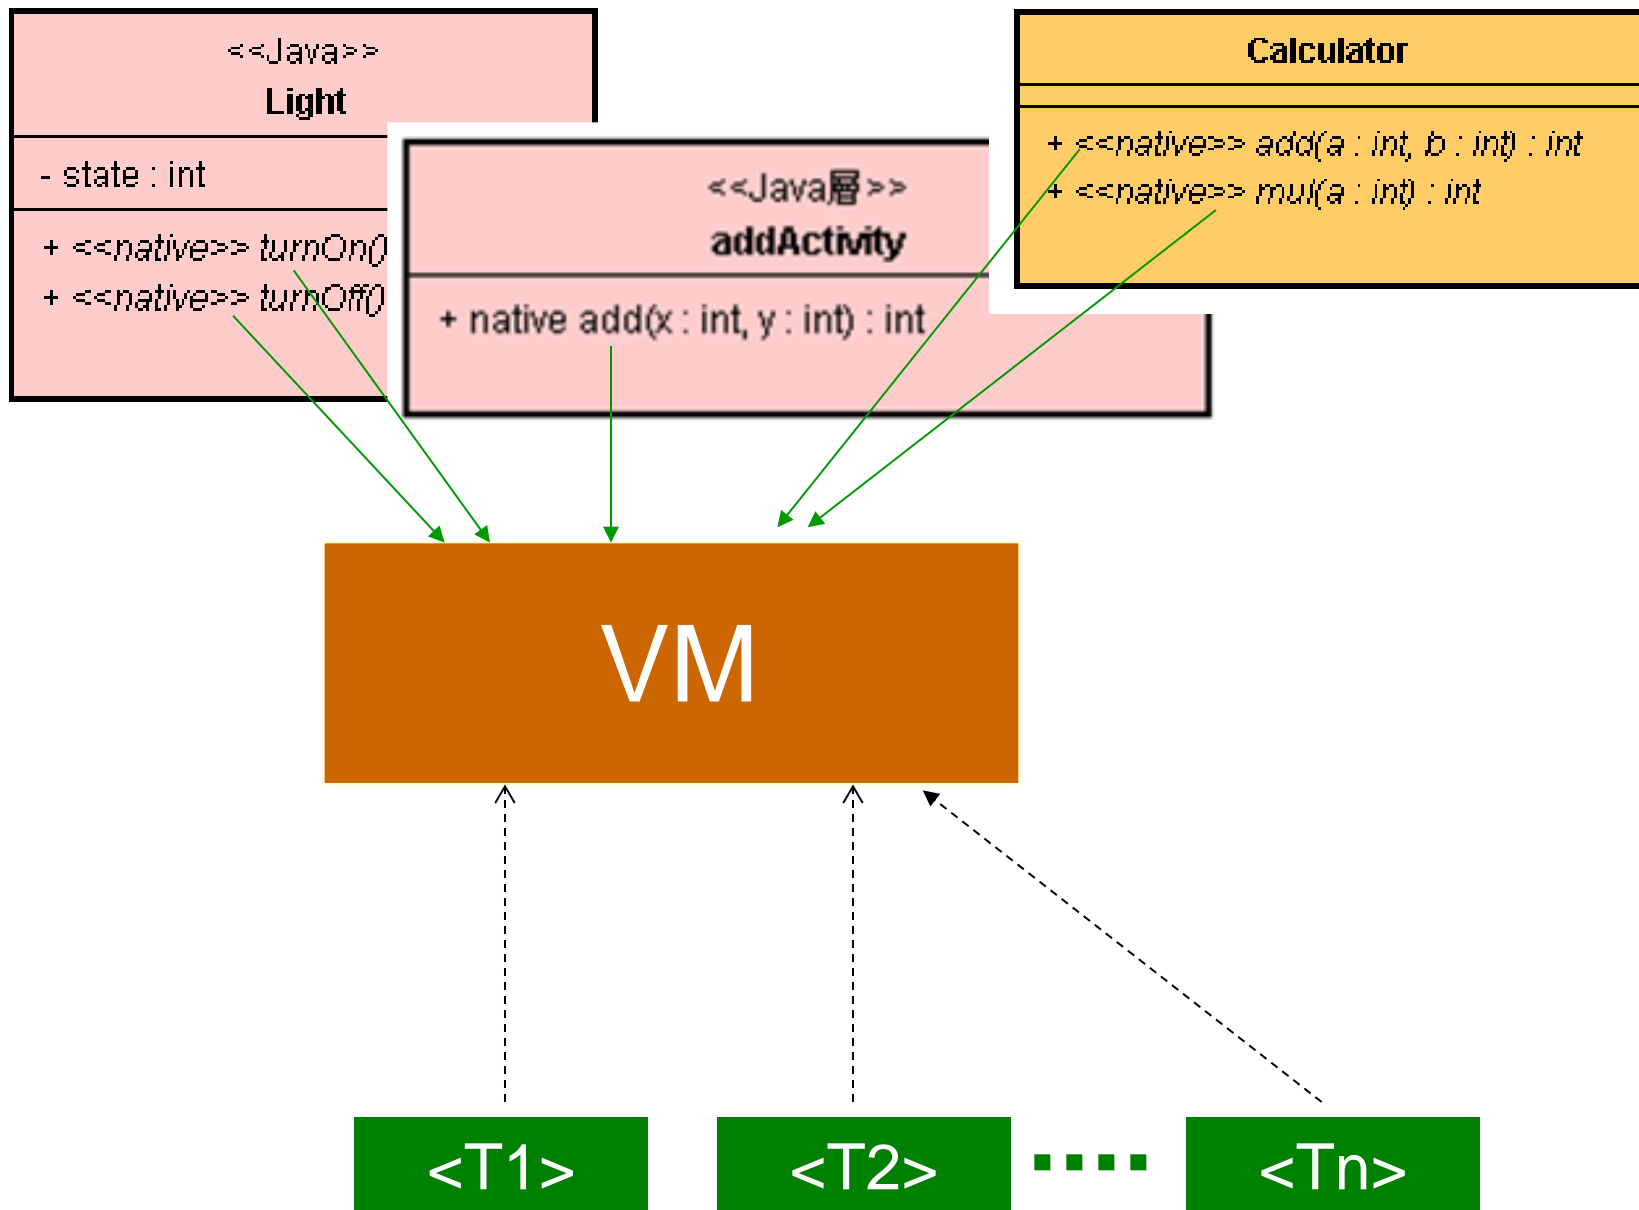 <<Java>>
Light
- state : int
+ <<native>> turnOn()
+ <<native>> turnOff()
<<Java層>>
addActivity
+ native add(x : int, y : int) : int
Calculator
+ <<native>> add(a : int, b : int) : int
+ <<native>> mul(a : int) : int
VM
<T1>
<T2>
<Tn>